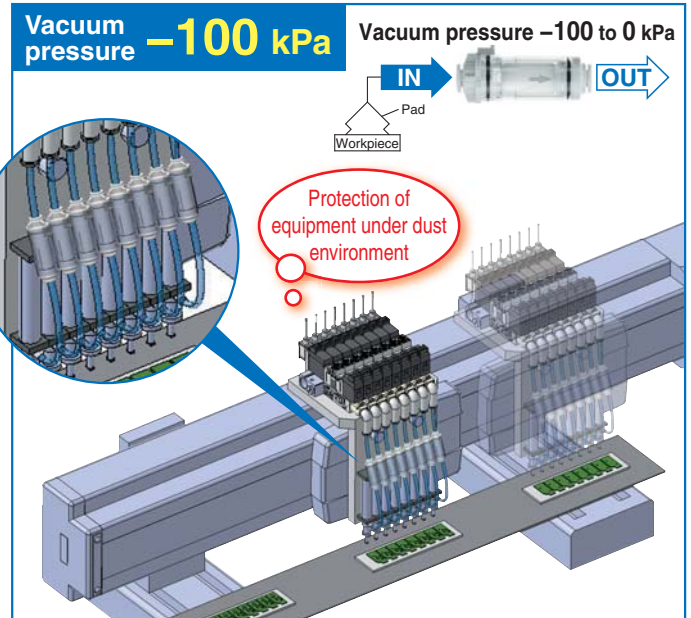 Vacuum
pressure –100 kPa
Vacuum pressure –100 to 0 kPa
IN
OUT
Pad
Workpiece
Protection of
equipment under dust
environment